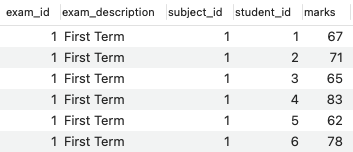 exam_id exam_description subject_id student_id marks
1 First Term 1 1 67
1 First Term 1 2 71
1 First Term 1 3 65
1 First Term 1 4 83
1 First Term 1 5 62
1 First Term 1 6 78